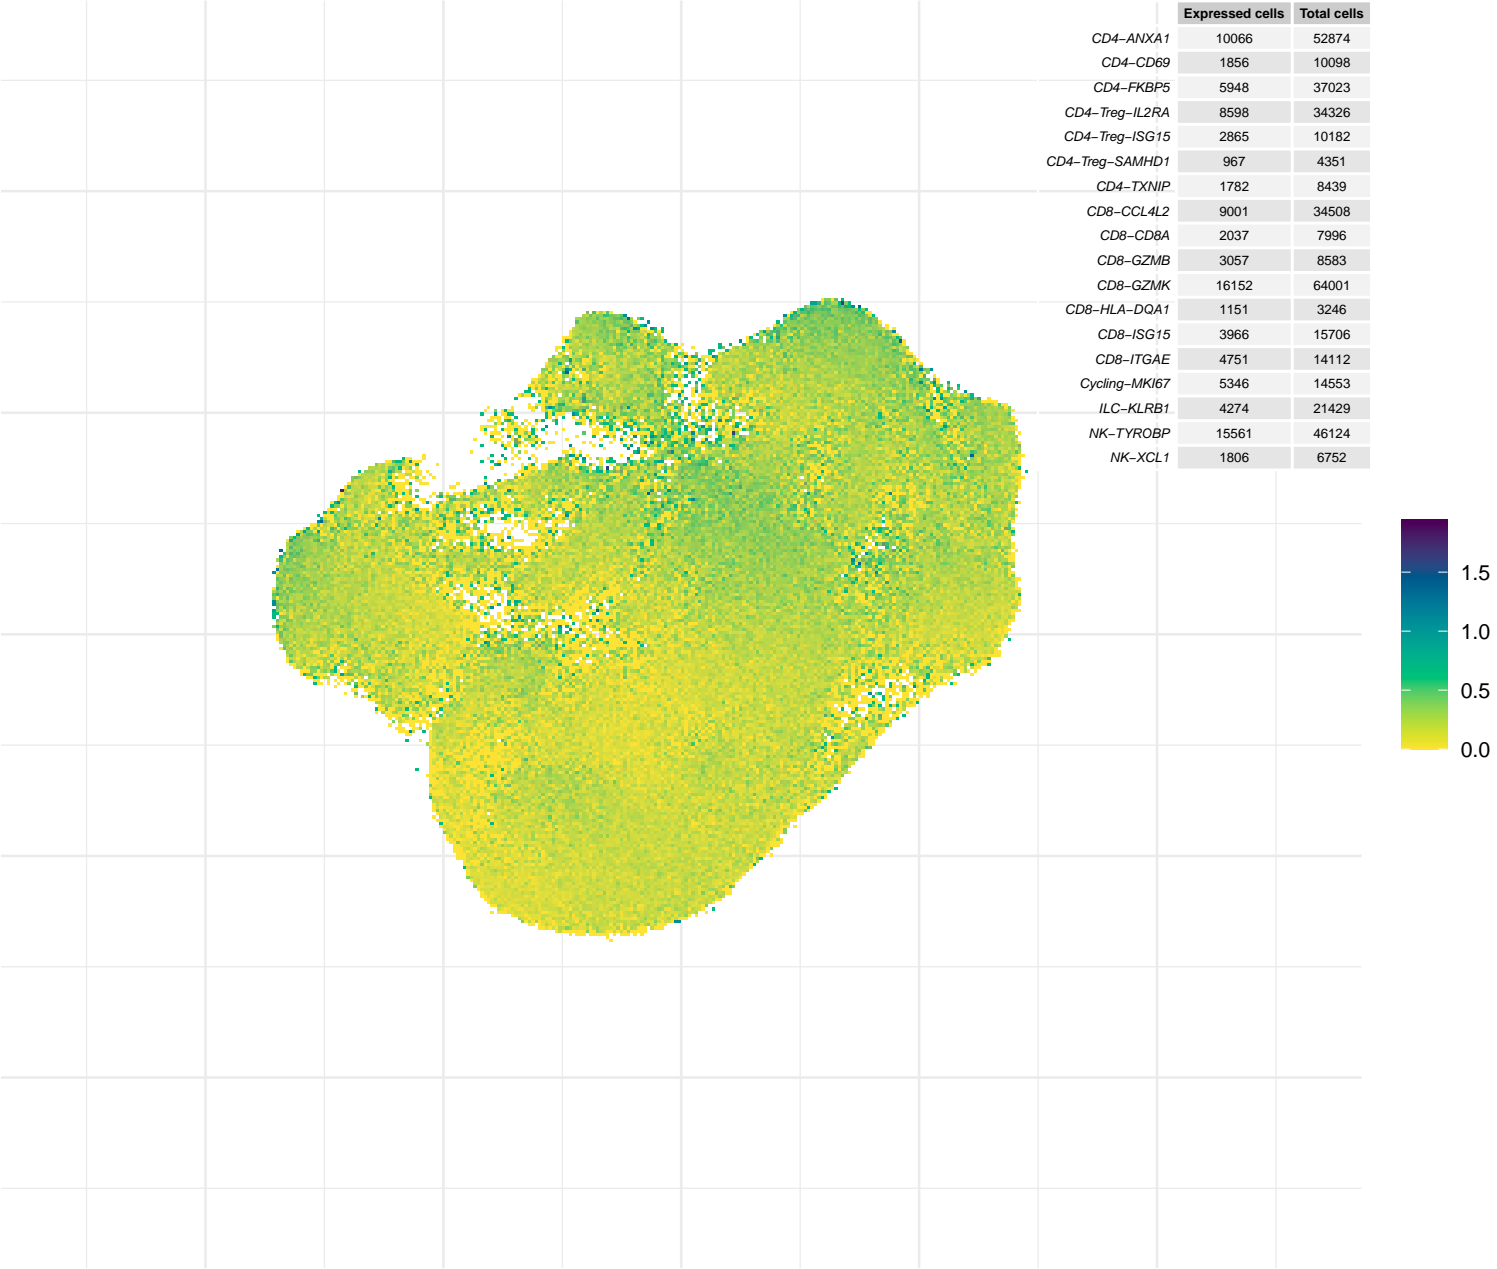 Expressed cells Total cells
CD4−ANXA1 10066 52874
CD4−CD69 1856 10098
CD4−FKBP5 5948 37023
CD4−Treg−IL2RA 8598 34326
CD4−Treg−ISG15 2865 10182
CD4−Treg−SAMHD1 967 4351
CD4−TXNIP 1782 8439
CD8−CCL4L2 9001 34508
CD8−CD8A 2037 7996
CD8−GZMB 3057 8583
CD8−GZMK 16152 64001
CD8−HLA−DQA1 1151 3246
CD8−ISG15 3966 15706
CD8−ITGAE 4751 14112
Cycling−MKI67 5346 14553
ILC−KLRB1 4274 21429
NK−TYROBP 15561 46124
NK−XCL1 1806 6752
1.5
1.0
0.5
0.0